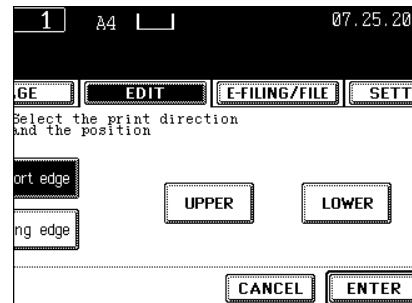 1 A4 07.25.20
.GE EDIT E-FILING/FILE SETT
Select the print direction
and the position
ort edge
UPPER LOWER
ng edge
CANCEL ENTER